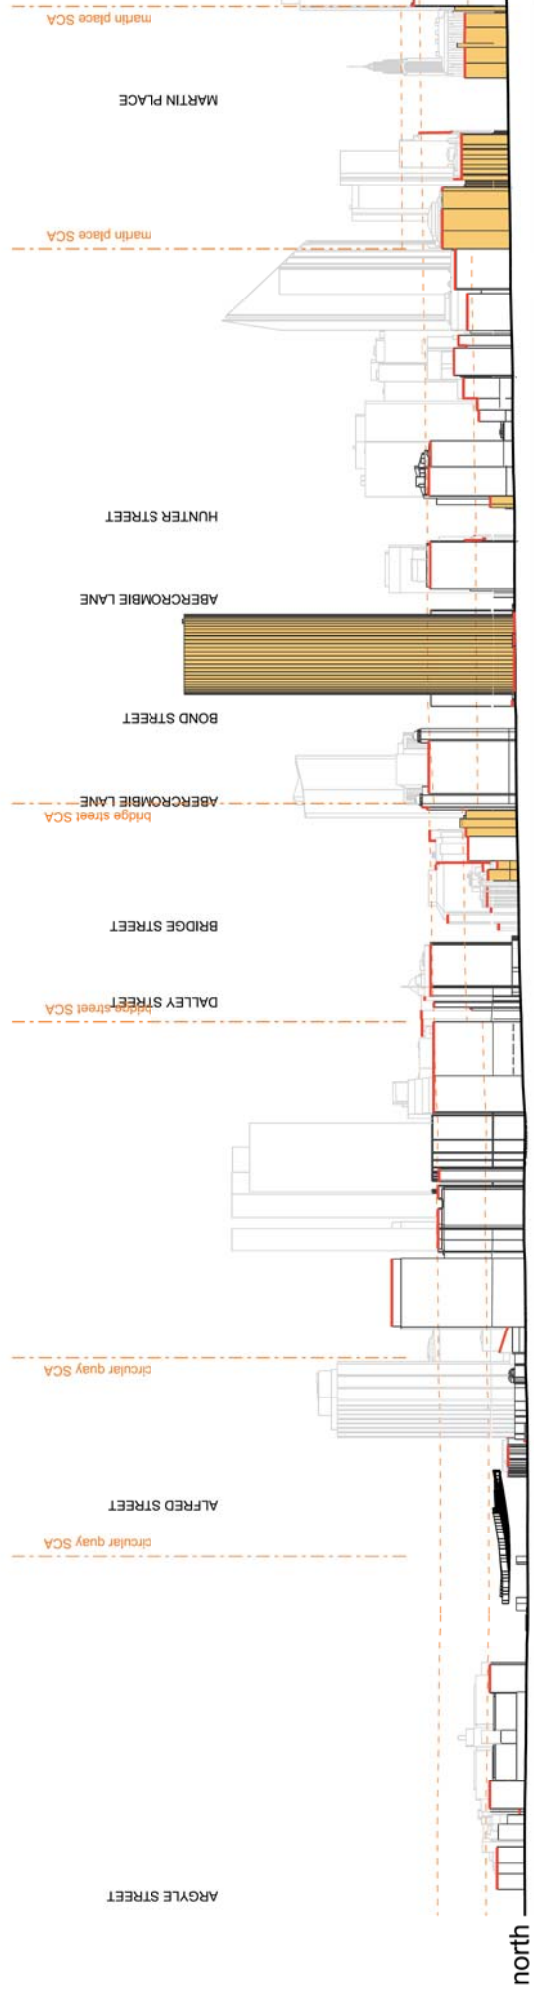 martin place SCA
MARTIN PLACE
martin place SCA
HUNTER STREET
ABERCROMBIE LANE
BOND STREET
ABERCROMBIE LANE
bridge street SCA
BRIDGE STREET
DALLEY STREET
bridge street SCA
circular quay SCA
ALFRED STREET
circular quay SCA
ARGYLE STREET
north